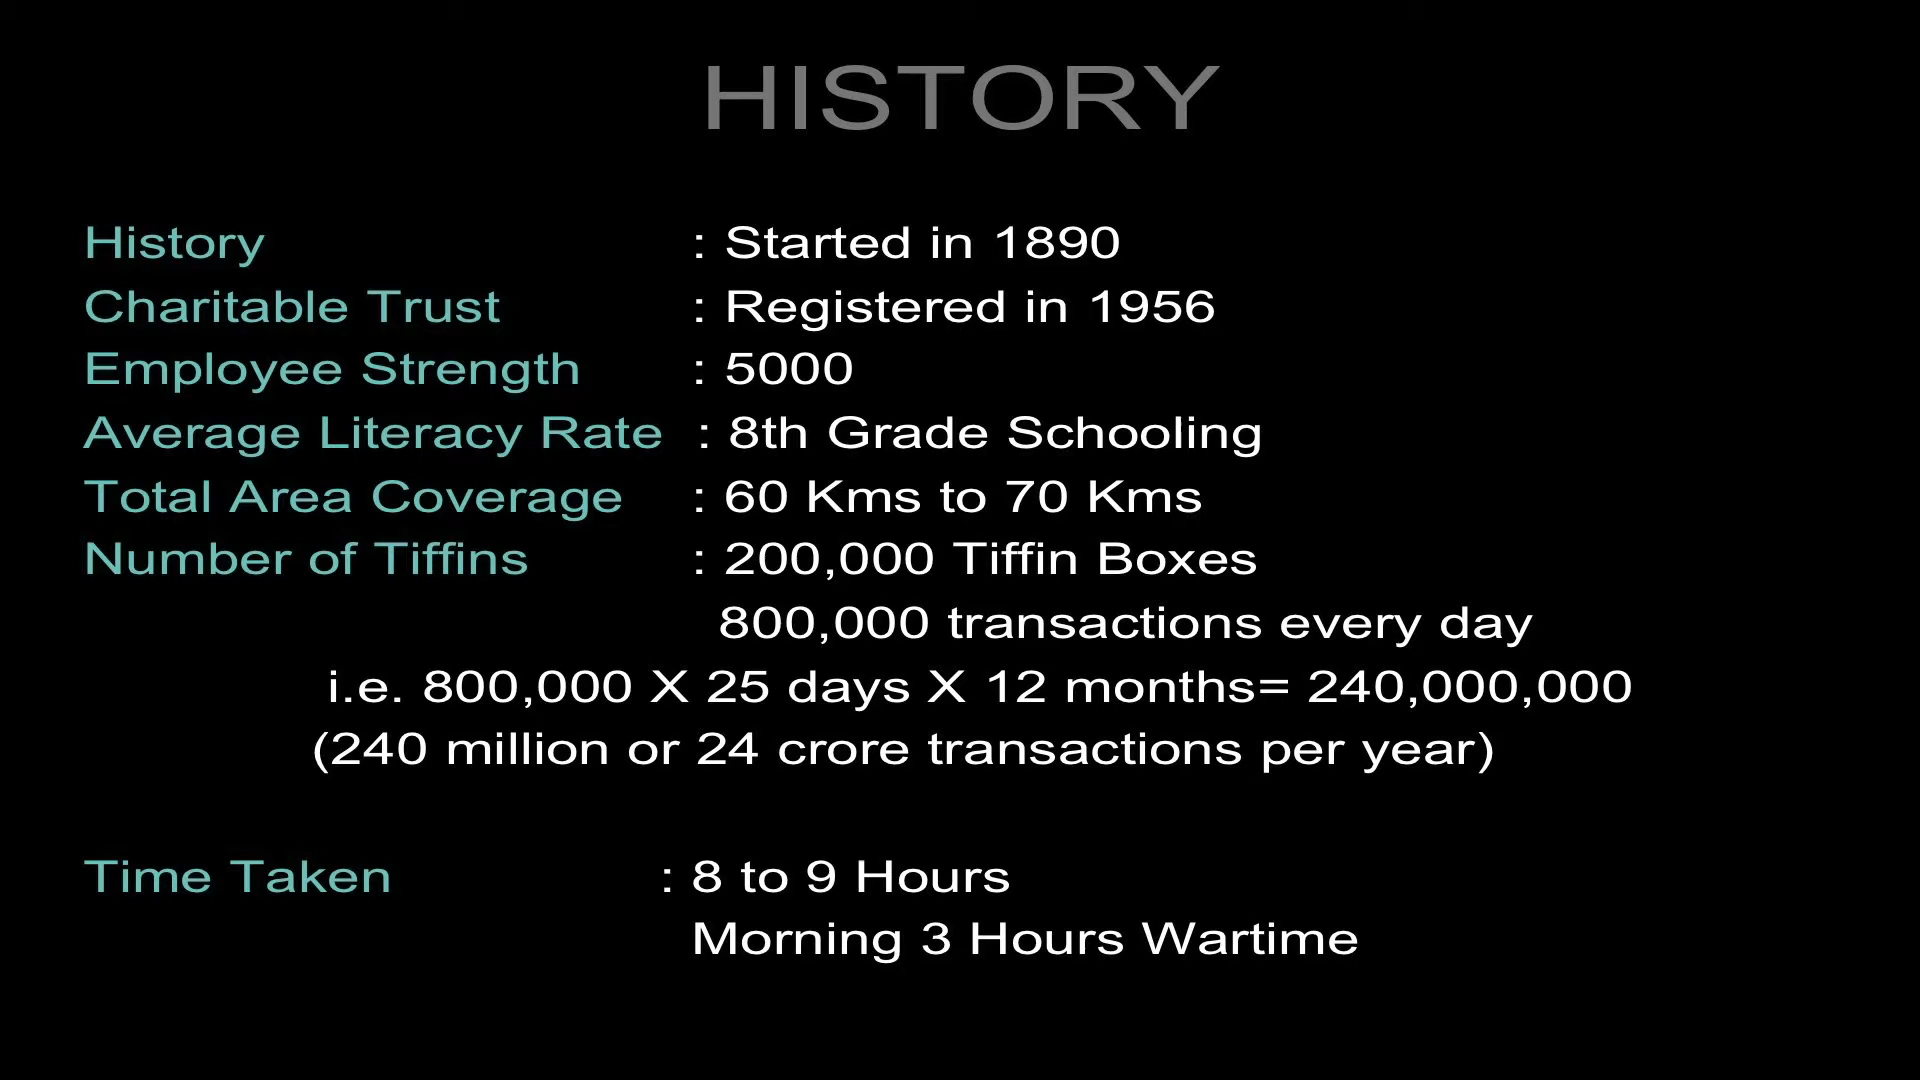 HISTORY
History : Started in 1890
Charitable Trust : Registered in 1956
Employee Strength : 5000
Average Literacy Rate : 8th Grade Schooling
Total Area Coverage : 60 Kms to 70 Kms
Number of Tiffins : 200,000 Tiffin Boxes
800,000 transactions every day
i.e. 800,000 X 25 days X 12 months= 240,000,000
(240 million or 24 crore transactions per year)
Time Taken : 8 to 9 Hours
Morning 3 Hours Wartime